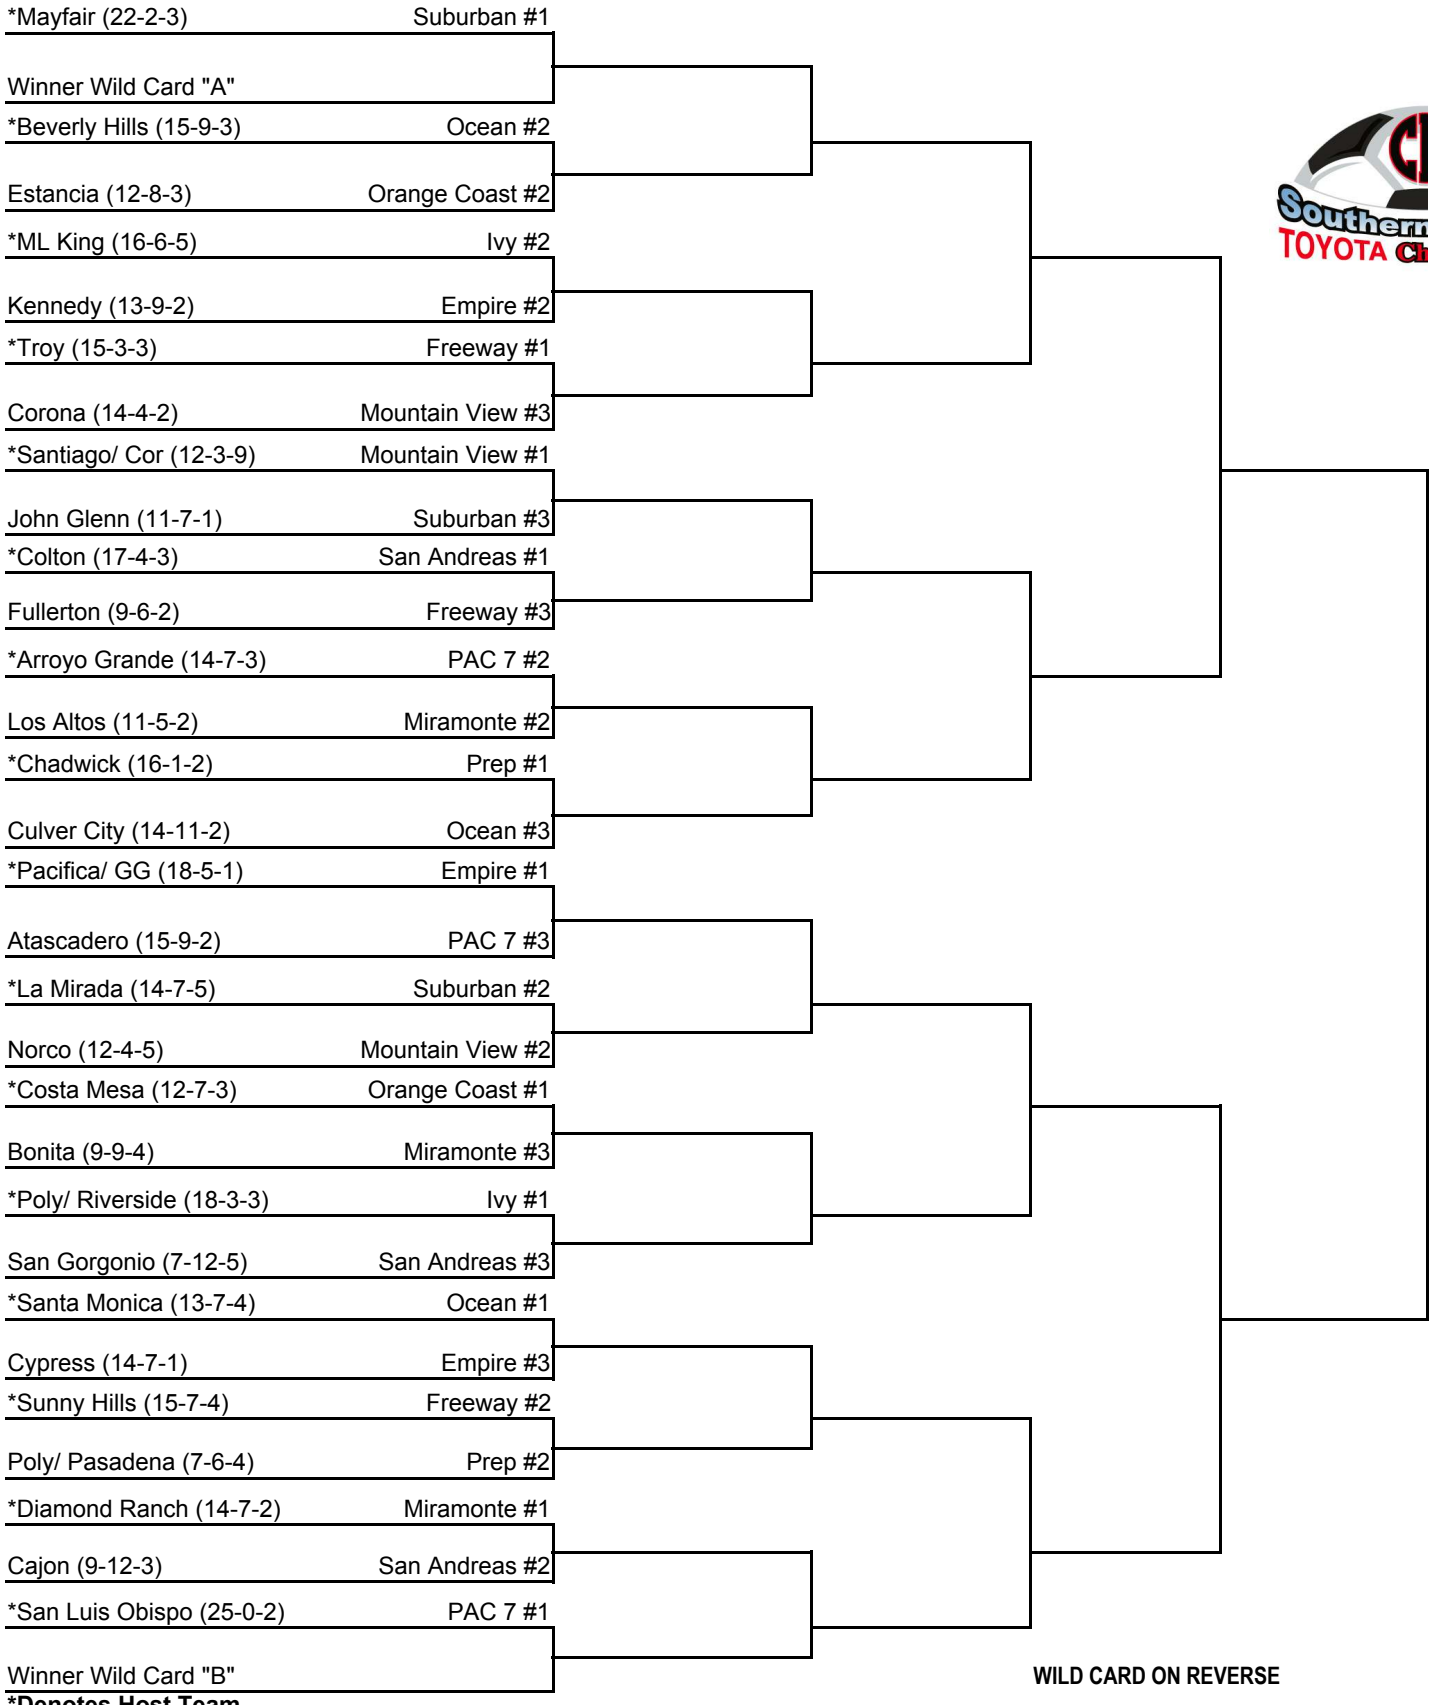 *Mayfair (22-2-3) Suburban #1
Winner Wild Card "A"
*Beverly Hills (15-9-3) Ocean #2
Estancia (12-8-3) Orange Coast #2
*ML King (16-6-5) Ivy #2
Kennedy (13-9-2) Empire #2
*Troy (15-3-3) Freeway #1
Corona (14-4-2) Mountain View #3
*Santiago/ Cor (12-3-9) Mountain View #1
John Glenn (11-7-1) Suburban #3
*Colton (17-4-3) San Andreas #1
Fullerton (9-6-2) Freeway #3
*Arroyo Grande (14-7-3) PAC 7 #2
Los Altos (11-5-2) Miramonte #2
*Chadwick (16-1-2) Prep #1
Culver City (14-11-2) Ocean #3
*Pacifica/ GG (18-5-1) Empire #1
Atascadero (15-9-2) PAC 7 #3
*La Mirada (14-7-5) Suburban #2
Norco (12-4-5) Mountain View #2
*Costa Mesa (12-7-3) Orange Coast #1
Bonita (9-9-4) Miramonte #3
*Poly/ Riverside (18-3-3) Ivy #1
San Gorgonio (7-12-5) San Andreas #3
*Santa Monica (13-7-4) Ocean #1
Cypress (14-7-1) Empire #3
*Sunny Hills (15-7-4) Freeway #2
Poly/ Pasadena (7-6-4) Prep #2
*Diamond Ranch (14-7-2) Miramonte #1
Cajon (9-12-3) San Andreas #2
*San Luis Obispo (25-0-2) PAC 7 #1
Winner Wild Card "B"
*Denotes Host Team
Southern
TOYOTA Ch
WILD CARD ON REVERSE